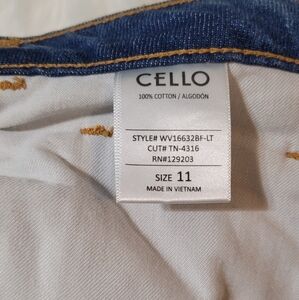 CELLO
100% COTTON / ALGODÓN
STYLE# WV16632BF-LT
CUT# TN-4316
RN#129203
SIZE 11
MADE IN VIETNAM